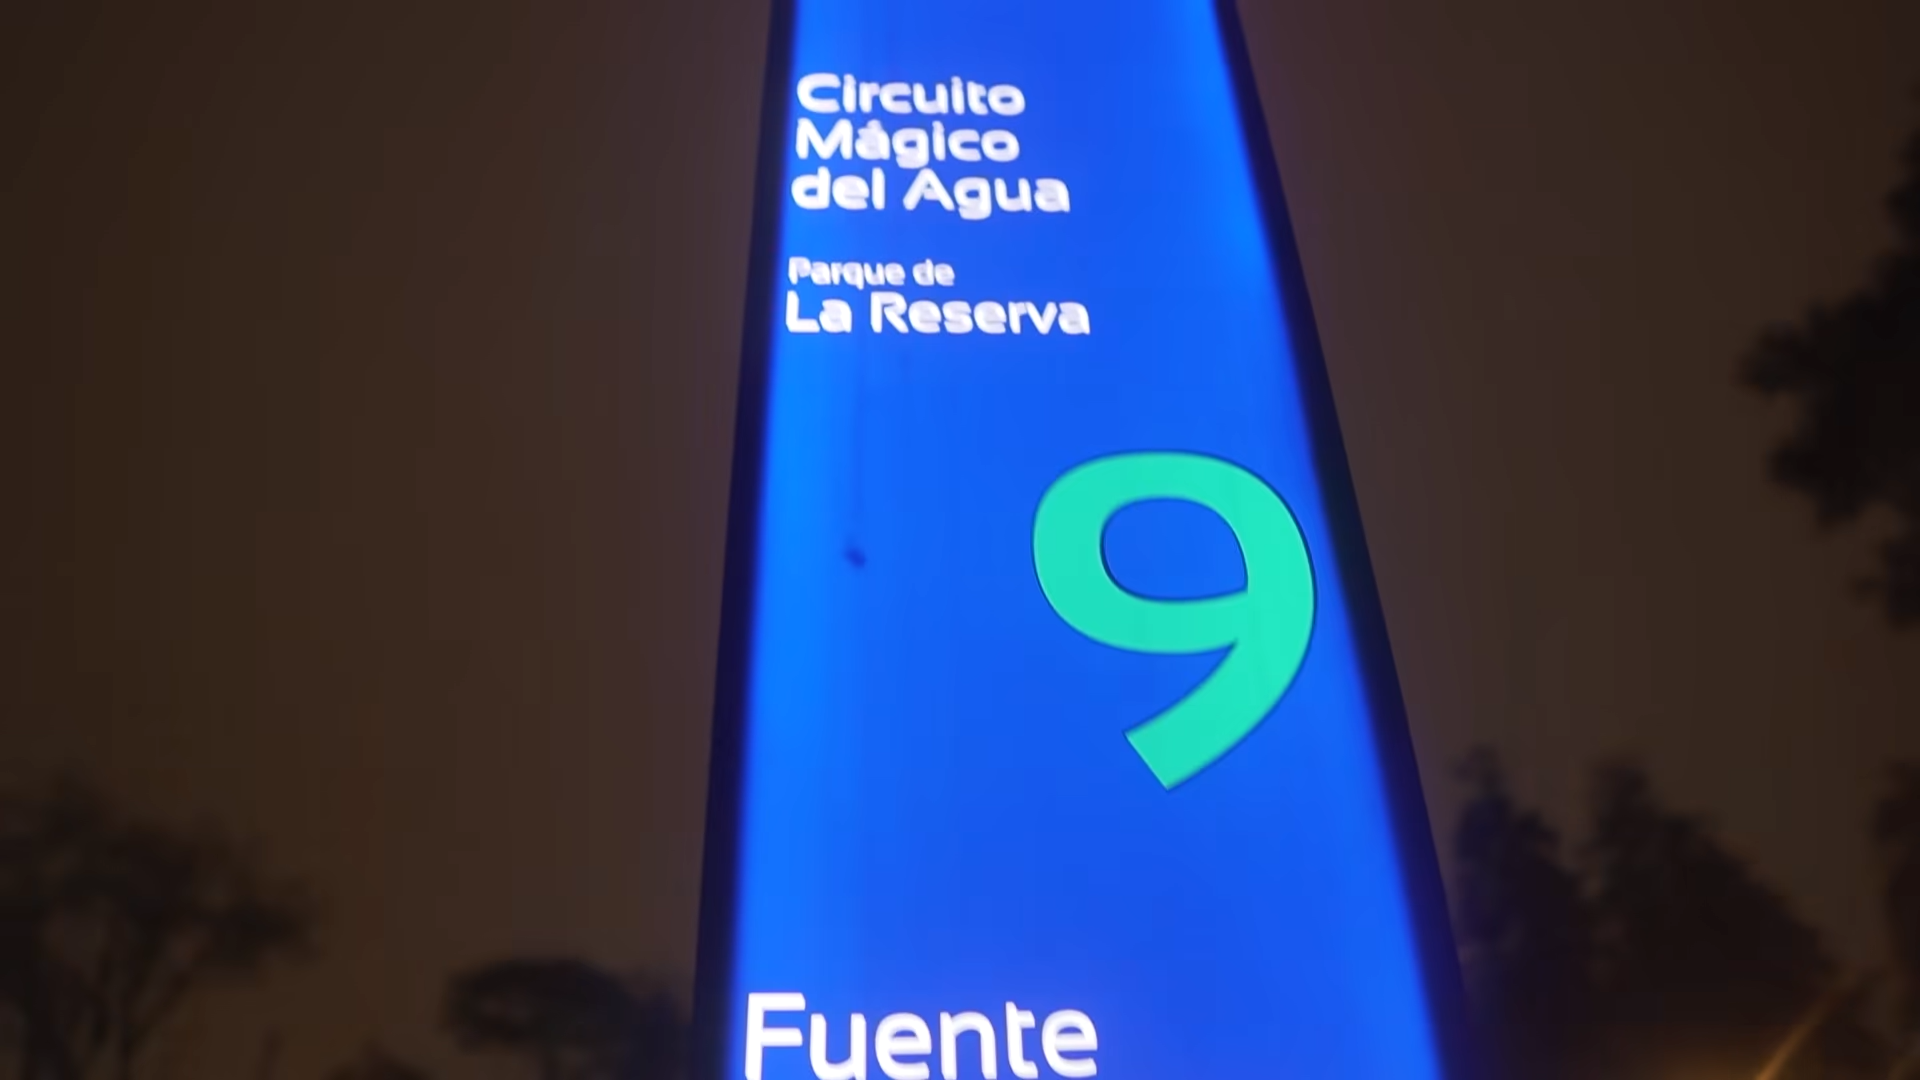 Circuito
Mágico
del Agua
Parque de
La Reserva
9
Fuente